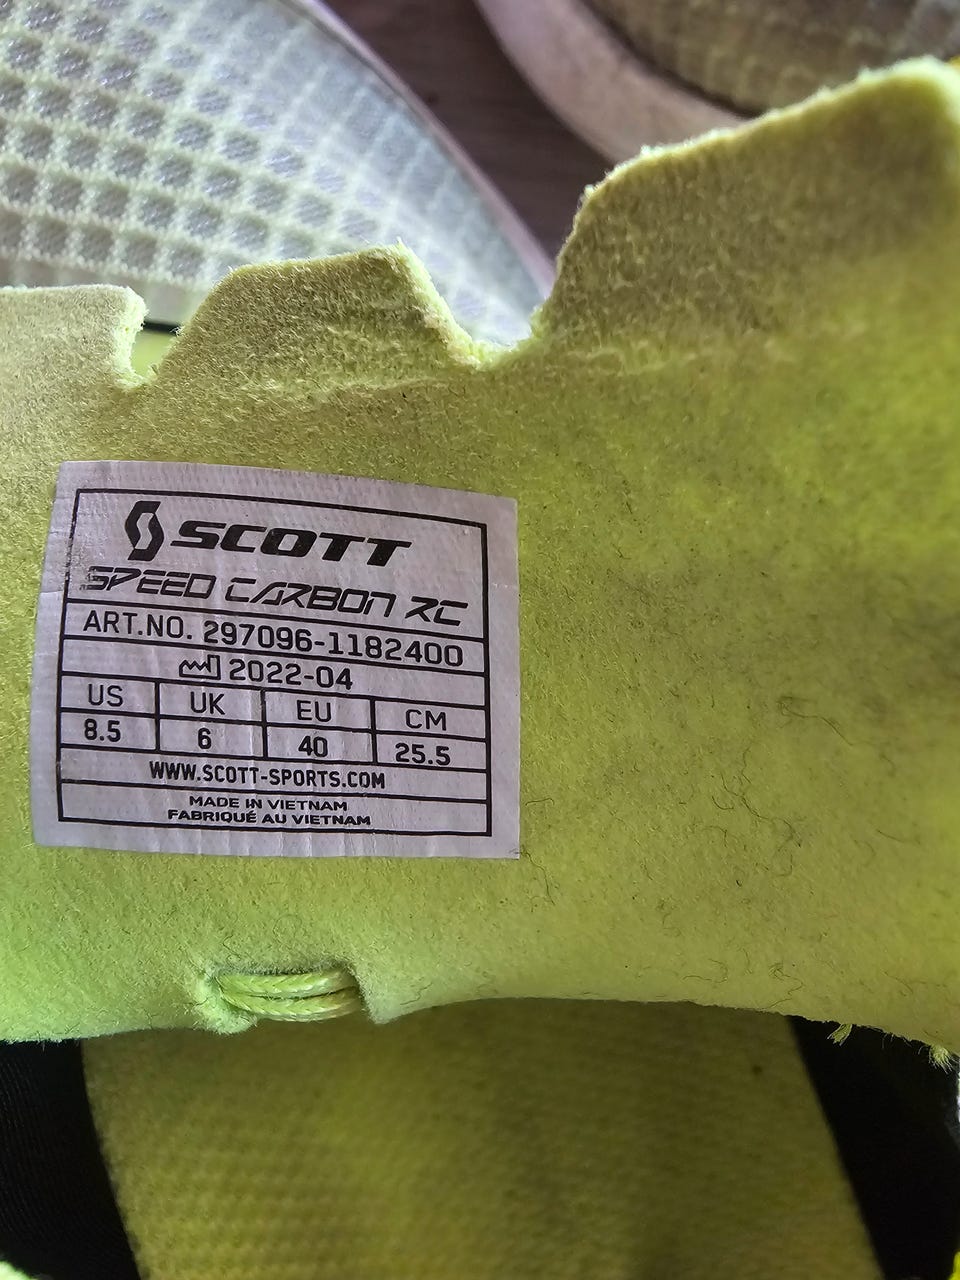 SCOTT
SPEED CARBON RC
ART.NO. 297096-1182400
2022-04
US UK EU CM
8.5 6 40 25.5
WWW.SCOTT-SPORTS.COM
MADE IN VIETNAM
FABRIQUÉ AU VIETNAM